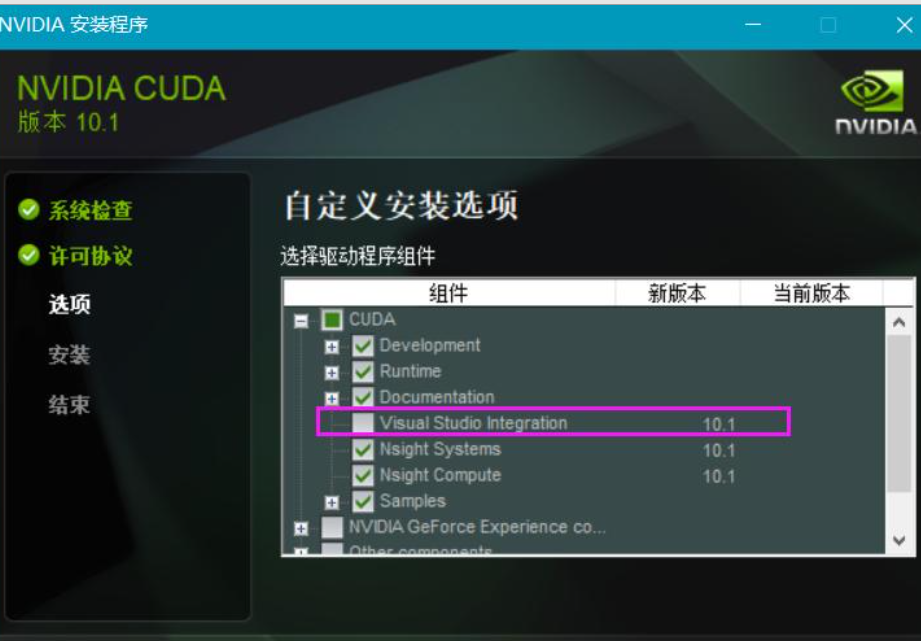 NVIDIA 安装程序
NVIDIA CUDA
版本 10.1
NVIDIA
系统检查
许可协议
选项
安装
结束
自定义安装选项
选择驱动程序组件
组件 新版本 当前版本
CUDA
Development
Runtime
Documentation
Visual Studio Integration 10.1
Nsight Systems 10.1
Nsight Compute 10.1
Samples
NVIDIA GeForce Experience co...
Other components